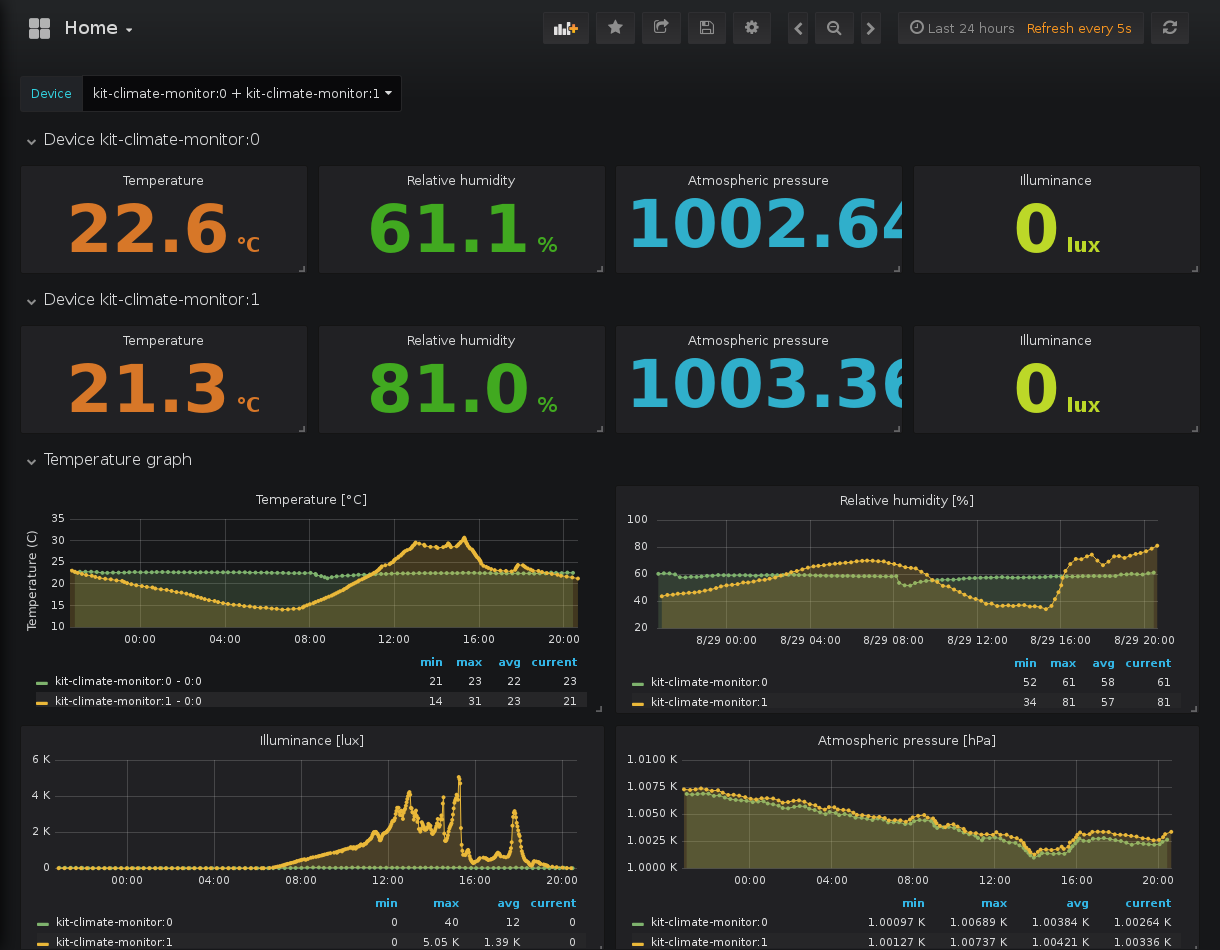 Home
Last 24 hours Refresh every 5s
Device kit-climate-monitor:0 + kit-climate-monitor:1
Device kit-climate-monitor:0
Temperature Relative humidity Atmospheric pressure Illuminance
22.6 °C 61.1 % 1002.64 0 lux
Device kit-climate-monitor:1
Temperature Relative humidity Atmospheric pressure Illuminance
21.3 °C 81.0 % 1003.36 0 lux
Temperature graph
Temperature [°C]
Temperature (C)
35
30
25
20
15
10
00:00 04:00 08:00 12:00 16:00 20:00
min max avg current
kit-climate-monitor:0 - 0:0 21 23 22 23
kit-climate-monitor:1 - 0:0 14 31 23 21
Relative humidity [%]
100
80
60
40
20
8/29 00:00 8/29 04:00 8/29 08:00 8/29 12:00 8/29 16:00 8/29 20:00
min max avg current
kit-climate-monitor:0 52 61 58 61
kit-climate-monitor:1 34 81 57 81
Illuminance [lux]
6 K
4 K
2 K
0
00:00 04:00 08:00 12:00 16:00 20:00
min max avg current
kit-climate-monitor:0 0 40 12 0
kit-climate-monitor:1 0 5.05 K 1.39 K 0
Atmospheric pressure [hPa]
1.0100 K
1.0075 K
1.0050 K
1.0025 K
1.0000 K
00:00 04:00 08:00 12:00 16:00 20:00
min max avg current
kit-climate-monitor:0 1.00097 K 1.00689 K 1.00384 K 1.00264 K
kit-climate-monitor:1 1.00127 K 1.00737 K 1.00421 K 1.00336 K